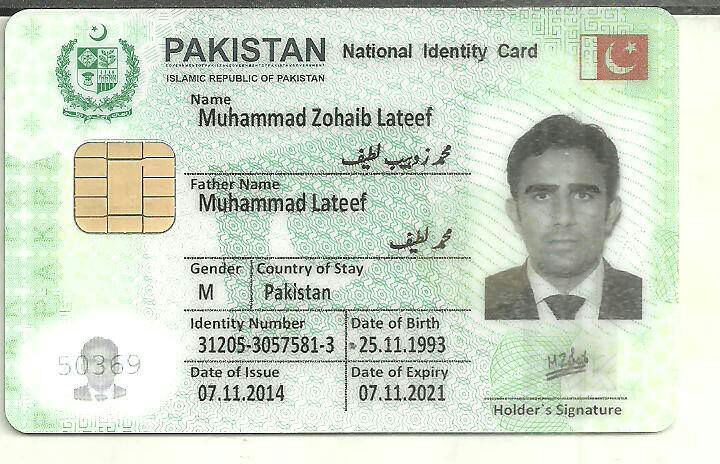 PAKISTAN National Identity Card
ISLAMIC REPUBLIC OF PAKISTAN
Name
Muhammad Zohaib Lateef
محمد زوہیب لطیف
Father Name
Muhammad Lateef
محمد لطیف
Gender Country of Stay
M Pakistan
Identity Number Date of Birth
31205-3057581-3 25.11.1993
Date of Issue Date of Expiry
07.11.2014 07.11.2021
50369
Holder's Signature